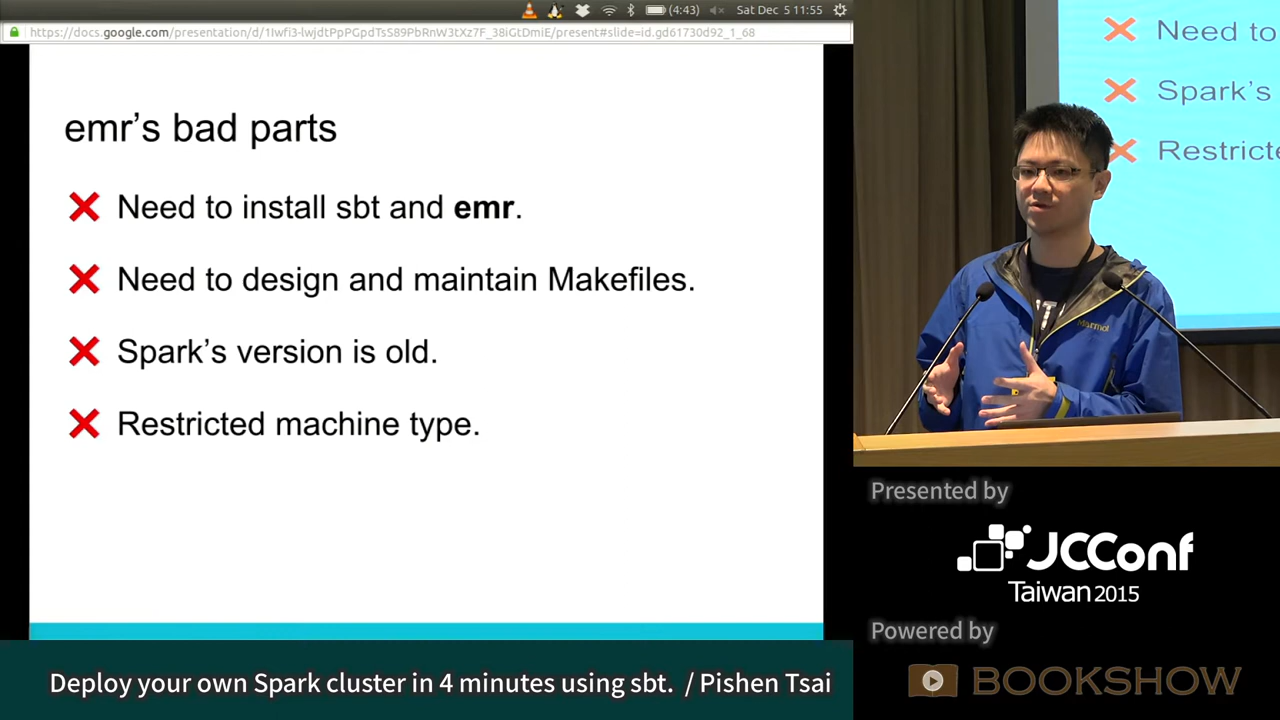 (4:43)
Sat Dec 5 11:55
https://docs.google.com/presentation/d/1Iwfi3-lwjdtPpPGpdTsS89PbRnW3tXz7F_38iGtDmiE/present#slide=id.gd61730d92_1_68
emr's bad parts
Need to install sbt and emr.
Need to design and maintain Makefiles.
Spark's version is old.
Restricted machine type.
Need to
Spark's
Restricte
Marmot
Presented by
JCConf
Taiwan 2015
Powered by
BOOKSHOW
Deploy your own Spark cluster in 4 minutes using sbt. / Pishen Tsai